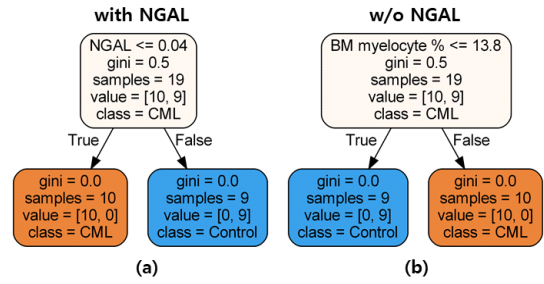 with NGAL
NGAL <= 0.04
gini = 0.5
samples = 19
value = [10, 9]
class = CML
True
False
gini = 0.0
samples = 10
value = [10, 0]
class = CML
gini = 0.0
samples = 9
value = [0, 9]
class = Control
(a)
w/o NGAL
BM myelocyte % <= 13.8
gini = 0.5
samples = 19
value = [10, 9]
class = CML
True
False
gini = 0.0
samples = 9
value = [0, 9]
class = Control
gini = 0.0
samples = 10
value = [10, 0]
class = CML
(b)